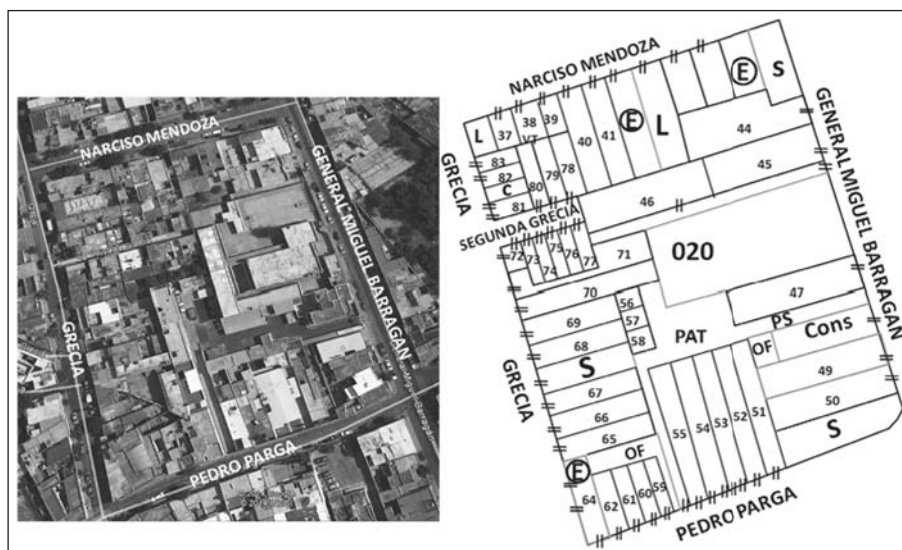 NARCISO MENDOZA
GRECIA
GENERAL MIGUEL BARRAGAN
PEDRO PARGA
NARCISO MENDOZA
GRECIA
GENERAL MIGUEL BARRAGAN
L 37 38 39 40 41 E L E S
VT
83
82
C
81 80 79 78
44
45
46
SEGUNDA GRECIA
72 73 74 75 76 77 71
020
70
47
69 56
57
68 58
PAT PS
Cons
S
OF
67
49
66
50
65
S
OF
55 54 53 52 51
E
64 62 61 60 59
GRECIA
PEDRO PARGA